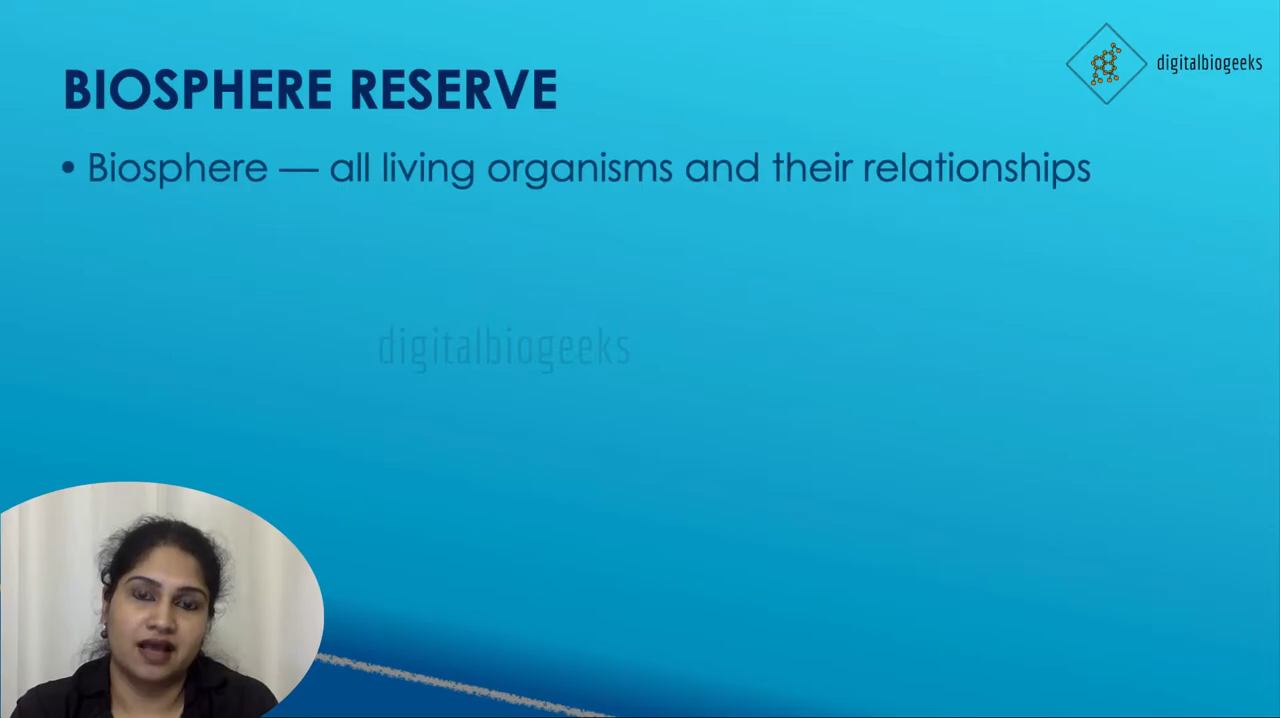 digitalbiogeeks
BIOSPHERE RESERVE
• Biosphere — all living organisms and their relationships
digitalbiogeeks